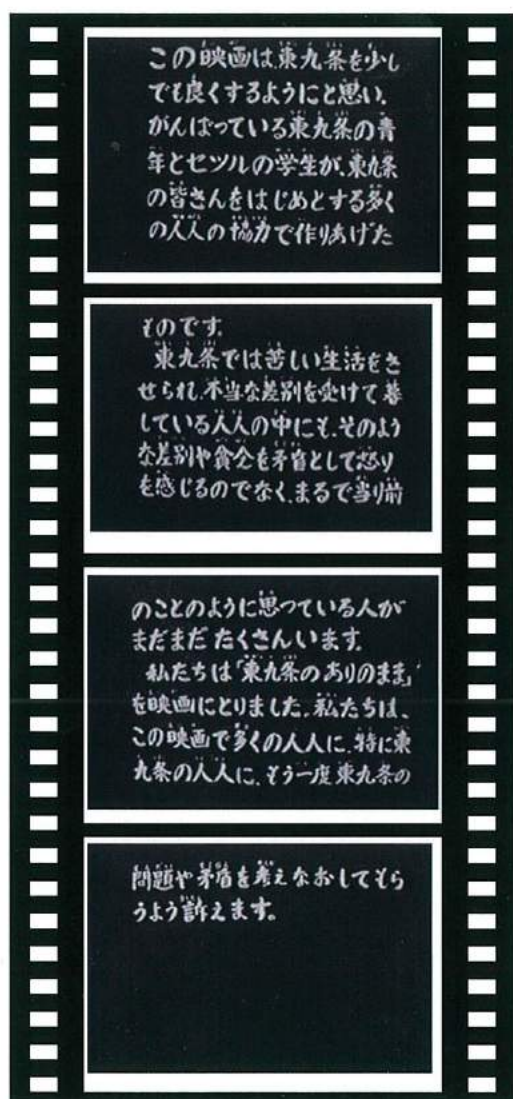 この映画は、東九条を少し
でも良くするようにと思い、
がんばっている東九条の青
年とセツルの学生が、東九条
の皆さんをはじめとする多く
の人人の協力で作りあげた
ものです。
東九条では苦しい生活をさ
せられ、不当な差別を受けて暮
している人人の中にも、そのよう
な差別や貧乏を矛盾として怒り
を感じるのでなく、まるで当り前
のことのように思つている人が
まだまだたくさんいます。
私たちは「東九条のありのまま」
を映画にとりました。私たちは、
この映画で多くの人人に、特に東
九条の人人に、もう一度東九条の
問題や矛盾を考えなおしてもら
うよう訴えます。